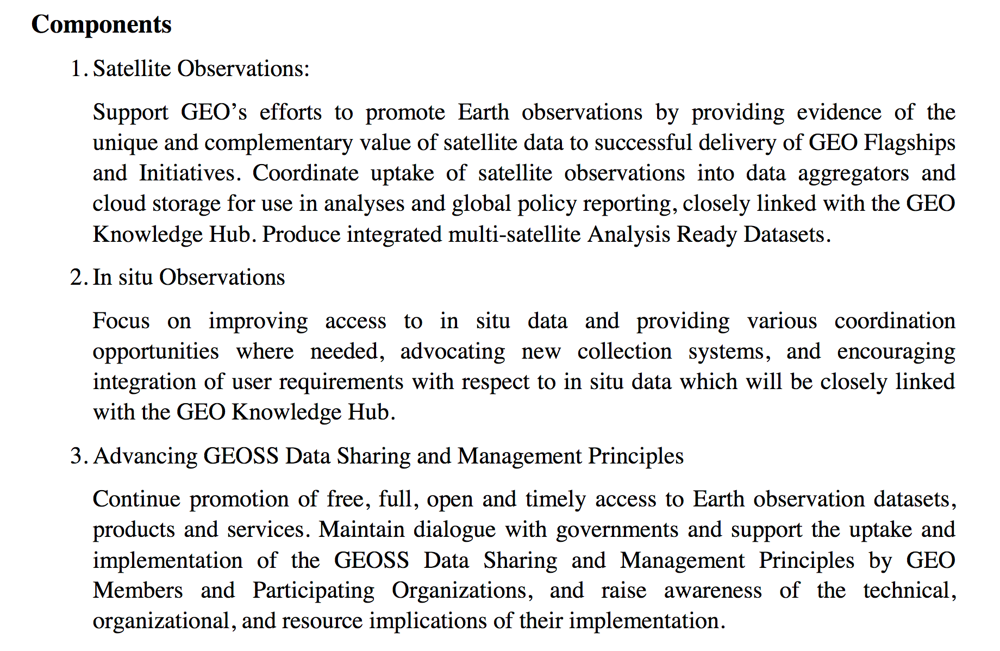 Components
1. Satellite Observations:
Support GEO’s efforts to promote Earth observations by providing evidence of the
unique and complementary value of satellite data to successful delivery of GEO Flagships
and Initiatives. Coordinate uptake of satellite observations into data aggregators and
cloud storage for use in analyses and global policy reporting, closely linked with the GEO
Knowledge Hub. Produce integrated multi-satellite Analysis Ready Datasets.
2. In situ Observations
Focus on improving access to in situ data and providing various coordination
opportunities where needed, advocating new collection systems, and encouraging
integration of user requirements with respect to in situ data which will be closely linked
with the GEO Knowledge Hub.
3. Advancing GEOSS Data Sharing and Management Principles
Continue promotion of free, full, open and timely access to Earth observation datasets,
products and services. Maintain dialogue with governments and support the uptake and
implementation of the GEOSS Data Sharing and Management Principles by GEO
Members and Participating Organizations, and raise awareness of the technical,
organizational, and resource implications of their implementation.